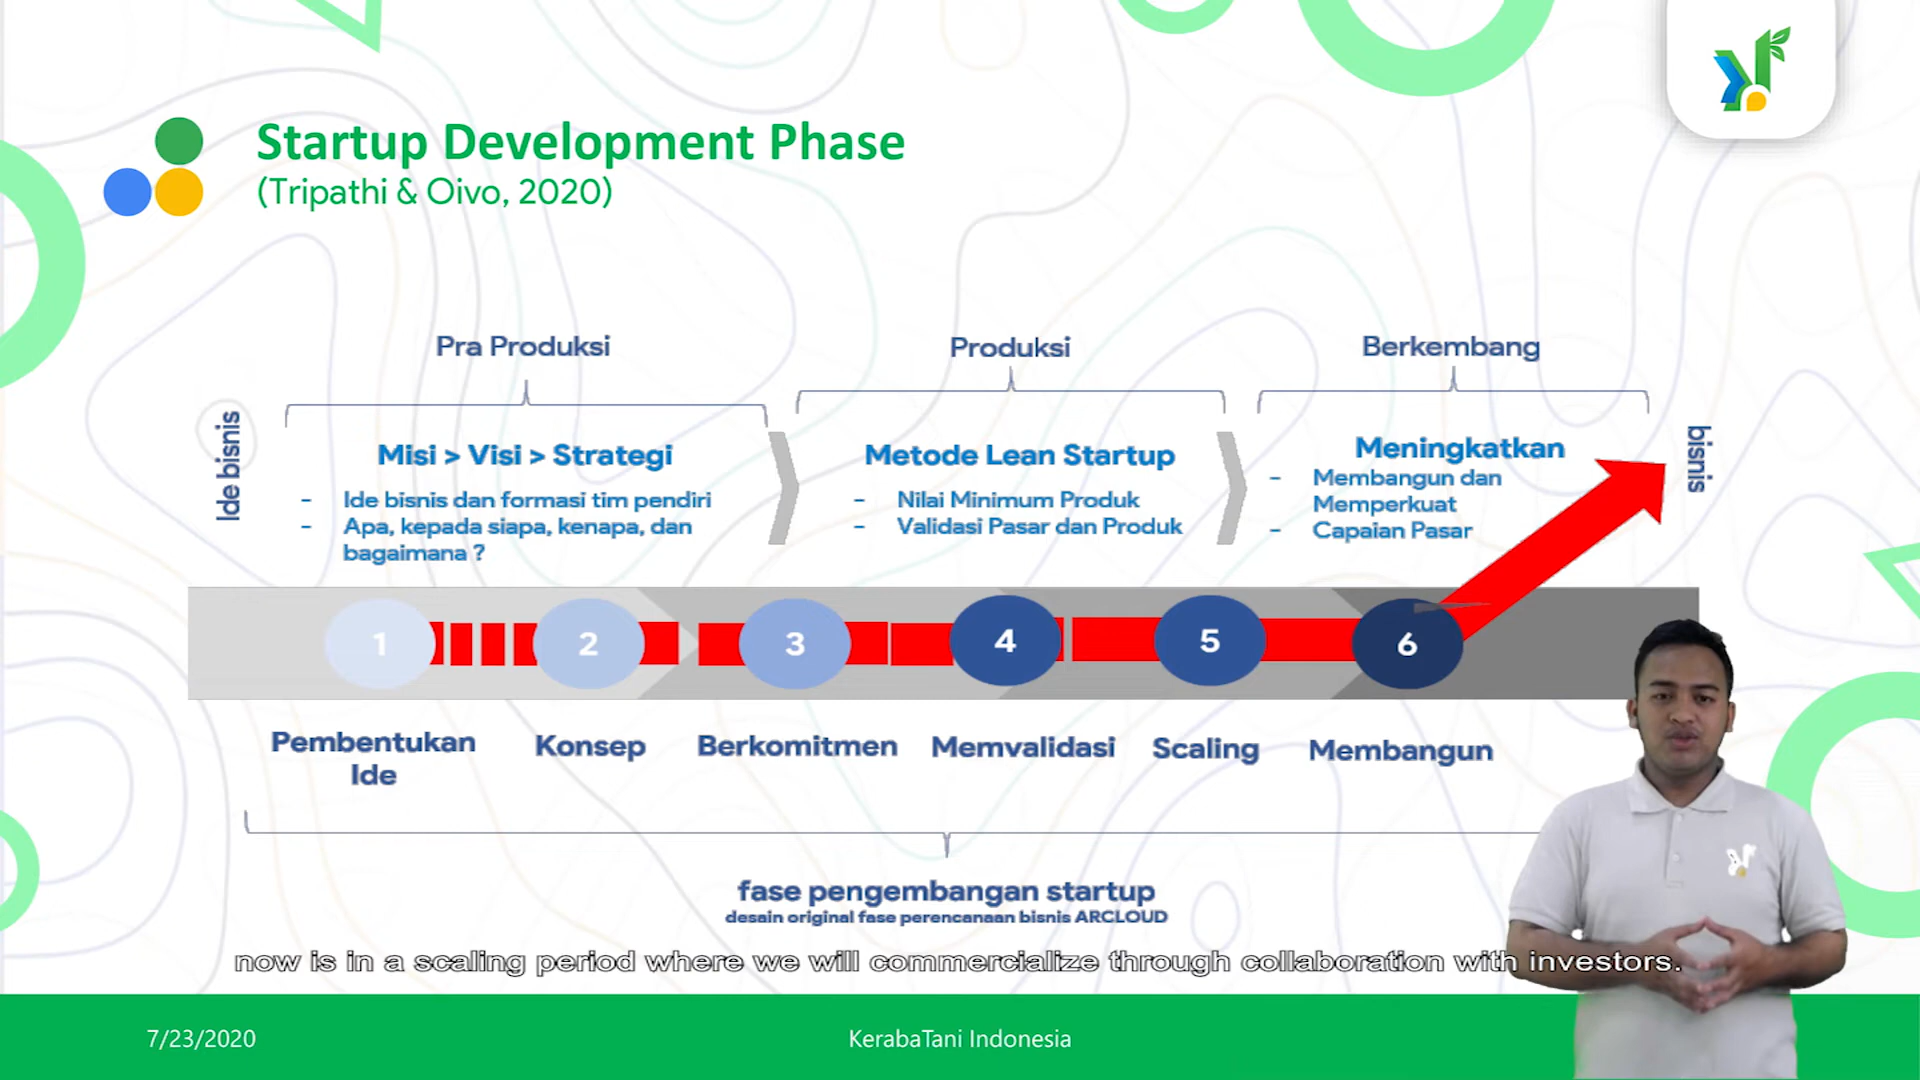 Startup Development Phase
(Tripathi & Oivo, 2020)
Pra Produksi
Produksi
Berkembang
Ide bisnis
Misi > Visi > Strategi
- Ide bisnis dan formasi tim pendiri
- Apa, kepada siapa, kenapa, dan
bagaimana ?
Metode Lean Startup
- Nilai Minimum Produk
- Validasi Pasar dan Produk
Meningkatkan
- Membangun dan
Memperkuat
- Capaian Pasar
bisnis
1
2
3
4
5
6
Pembentukan
Ide
Konsep
Berkomitmen
Memvalidasi
Scaling
Membangun
fase pengembangan startup
desain original fase perencanaan bisnis ARCLOUD
now is in a scaling period where we will commercialize through collaboration with investors.
7/23/2020
KerabaTani Indonesia